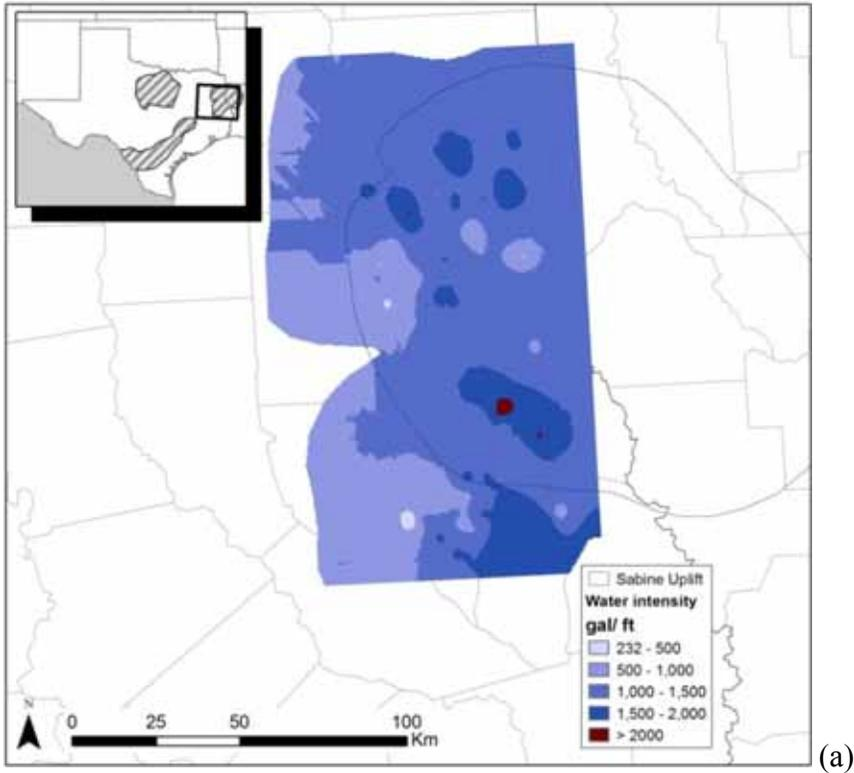 Sabine Uplift
Water intensity
gal/ ft
232 - 500
500 - 1,000
1,000 - 1,500
1,500 - 2,000
> 2000
N
0 25 50 100
Km
(a)